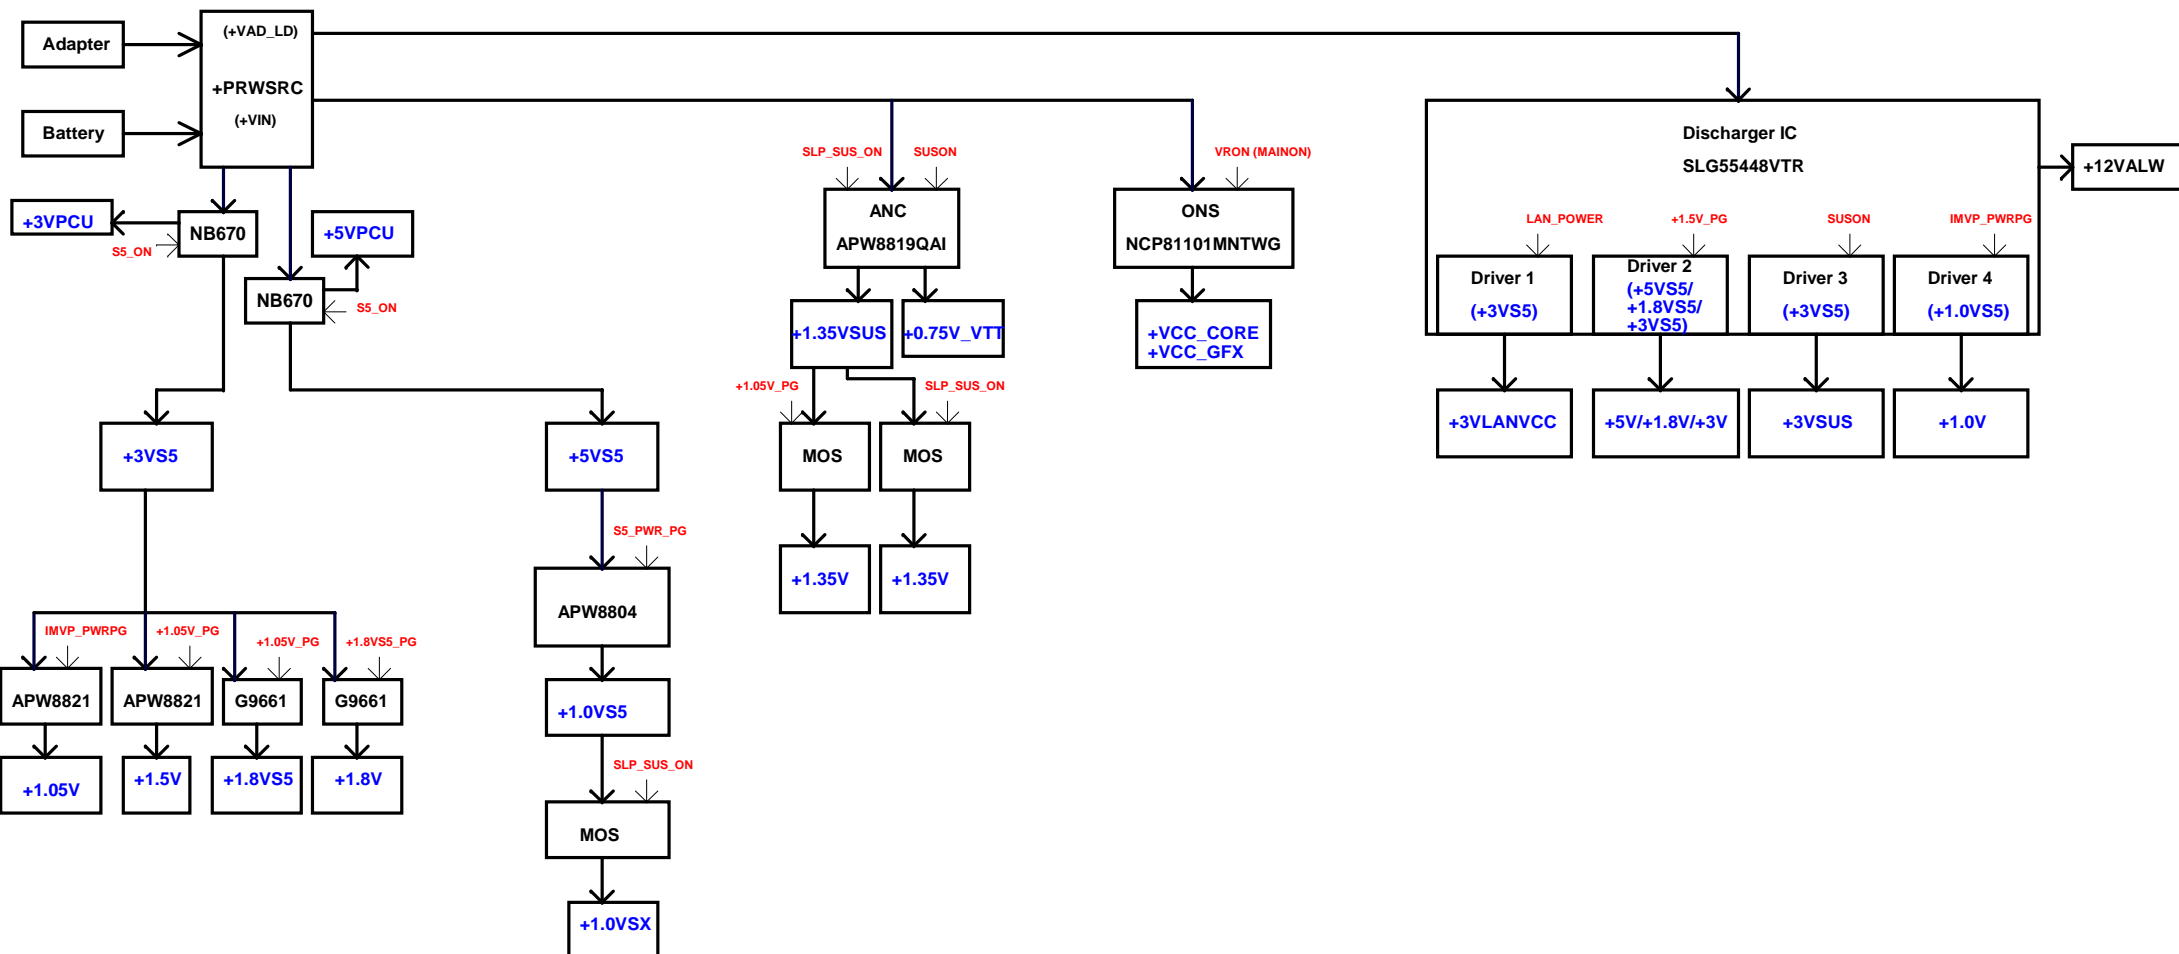 (+VAD_LD)
Adapter
+PRWSRC
(+VIN)
Battery
Discharger IC
SLG55448VTR
+12VALW
SLP_SUS_ON
SUSON
VRON (MAINON)
+3VPCU
NB670
S5_ON
+5VPCU
NB670
S5_ON
ANC
APW8819QAI
ONS
NCP81101MNTWG
LAN_POWER
+1.5V_PG
SUSON
IMVP_PWRPG
Driver 1
(+3VS5)
Driver 2
(+5VS5/
+1.8VS5/
+3VS5)
Driver 3
(+3VS5)
Driver 4
(+1.0VS5)
+1.35VSUS
+0.75V_VTT
+VCC_CORE
+VCC_GFX
+1.05V_PG
SLP_SUS_ON
+3VLANVCC
+5V/+1.8V/+3V
+3VSUS
+1.0V
+3VS5
+5VS5
MOS
MOS
S5_PWR_PG
+1.35V
+1.35V
APW8804
IMVP_PWRPG
+1.05V_PG
+1.05V_PG
+1.8VS5_PG
APW8821
APW8821
G9661
G9661
+1.0VS5
+1.05V
+1.5V
+1.8VS5
+1.8V
SLP_SUS_ON
MOS
+1.0VSX